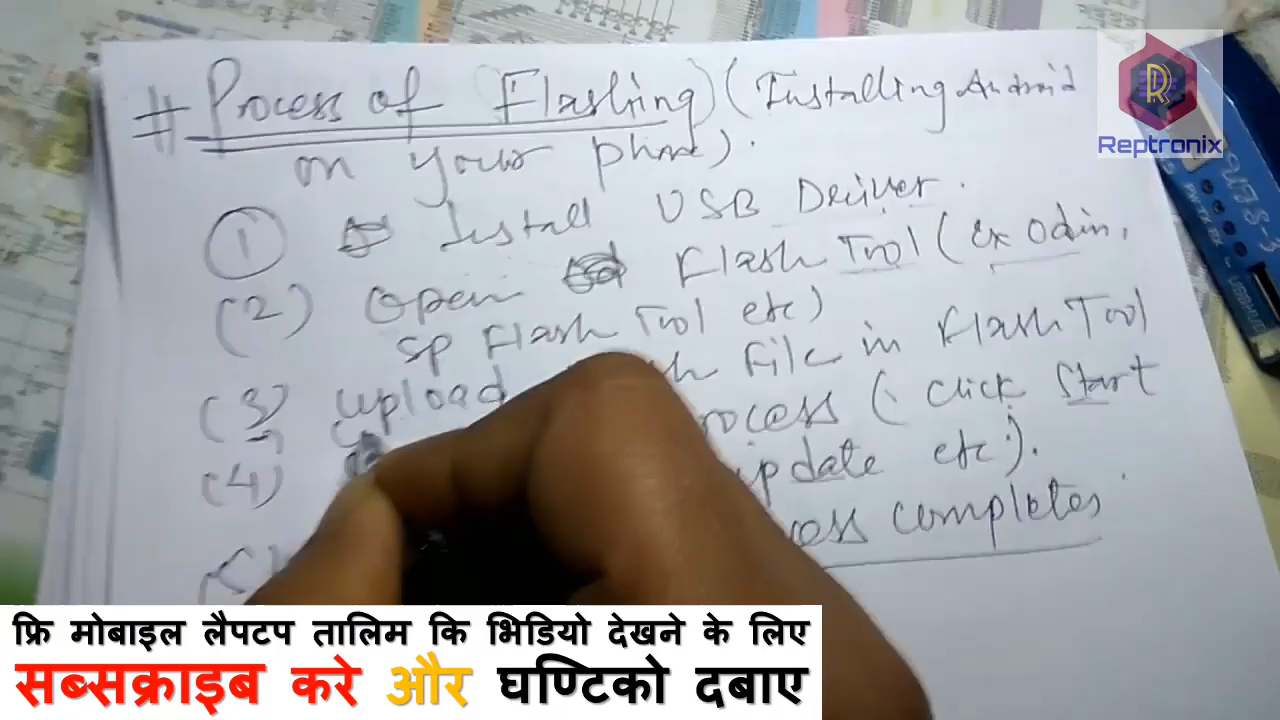 # Process of Flashing (Installing Android
on your phone).
Reptronix
1 Install USB Driver.
(2) Open Flash Tool (Ex Odin,
SP Flash Tool etc)
(3) upload File in Flash Tool
(4) (Click Start
update etc).
completes
फ्रि मोबाइल लैपटप तालिम कि भिडियो देखने के लिए
सब्सक्राइब करे और घण्टिको दबाए